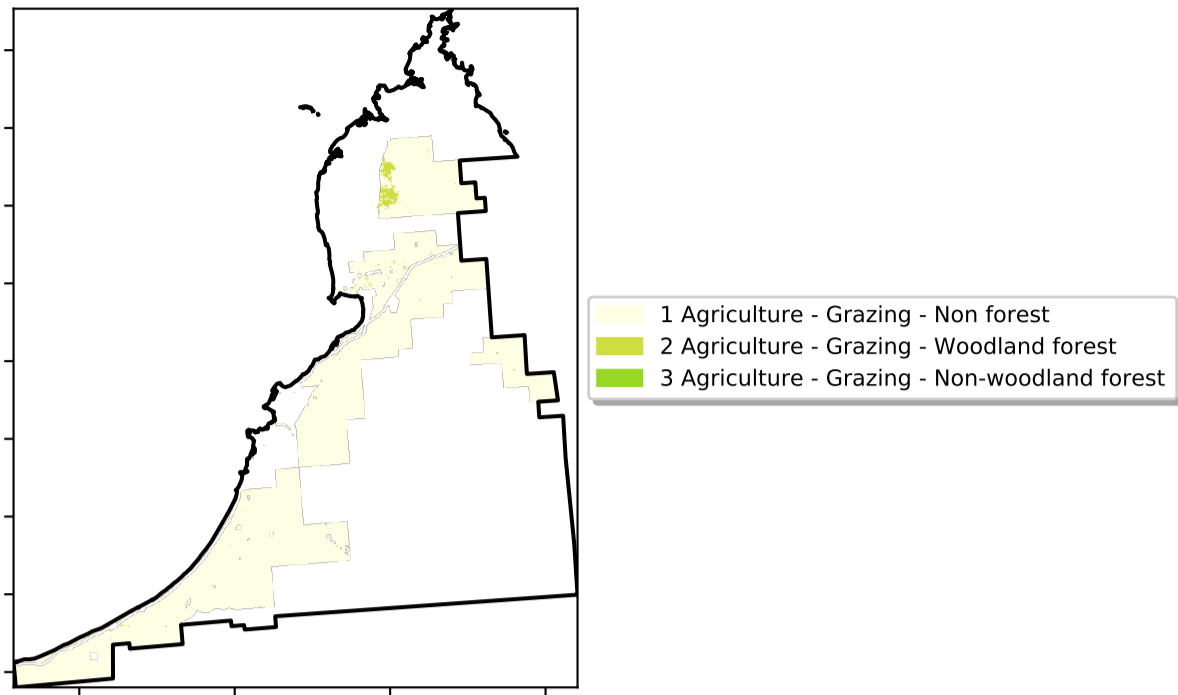 1 Agriculture - Grazing - Non forest
2 Agriculture - Grazing - Woodland forest
3 Agriculture - Grazing - Non-woodland forest